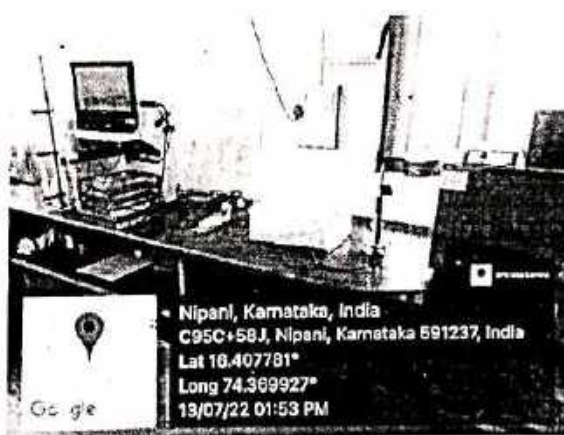 Nipani, Karnataka, India
C95C+58J, Nipani, Karnataka 591237, India
Lat 16.407781°
Long 74.369927°
13/07/22 01:53 PM
Google